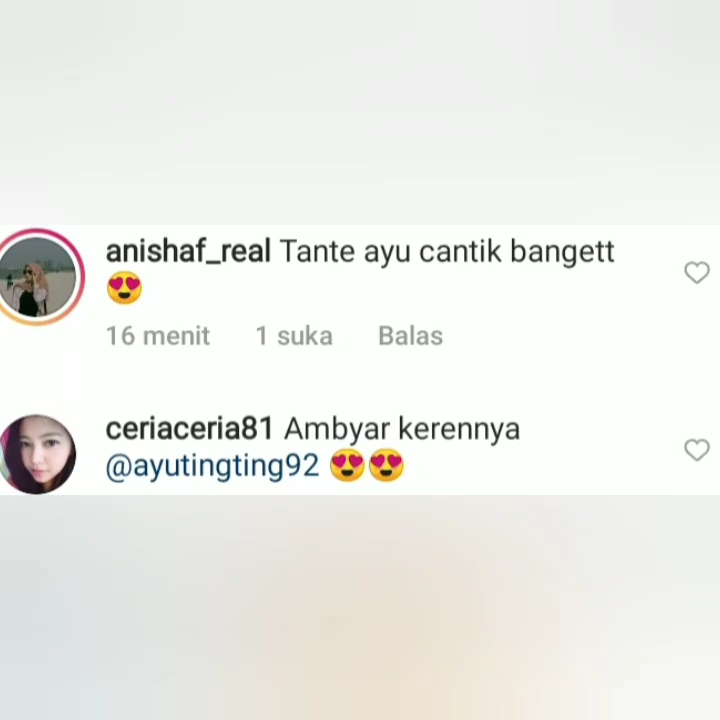 anishaf_real Tante ayu cantik bangett
😍
16 menit 1 suka Balas
ceriaceria81 Ambyar kerennya
@ayutingting92 😍😍